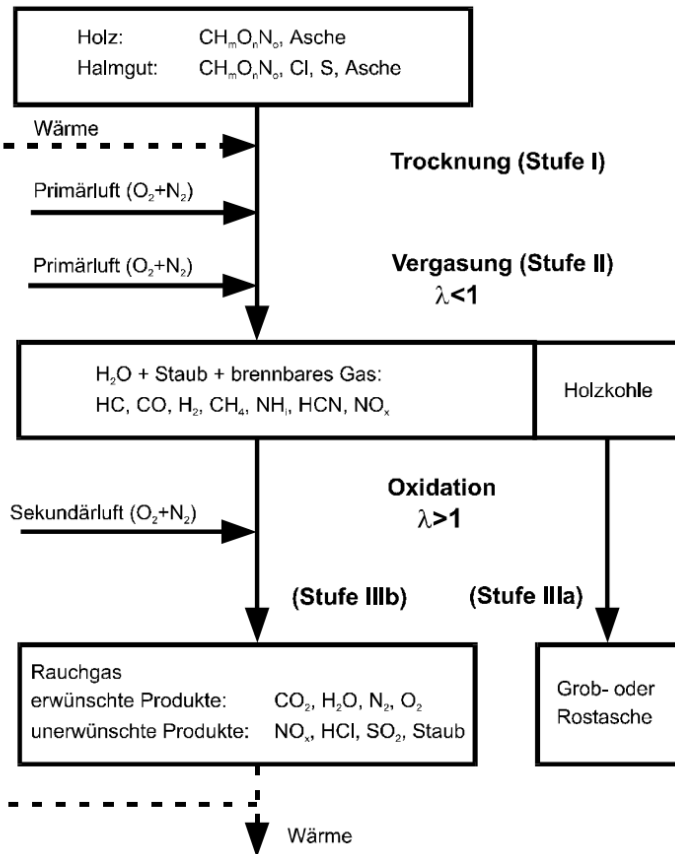 Holz: CHₘOₙNₒ, Asche
Halmgut: CHₘOₙNₒ, Cl, S, Asche
Wärme
Trocknung (Stufe I)
Primärluft (O₂+N₂)
Primärluft (O₂+N₂)
Vergasung (Stufe II)
λ<1
H₂O + Staub + brennbares Gas:
HC, CO, H₂, CH₄, NHᵢ, HCN, NOₓ
Holzkohle
Oxidation
λ>1
Sekundärluft (O₂+N₂)
(Stufe IIIb)
(Stufe IIIa)
Rauchgas
erwünschte Produkte: CO₂, H₂O, N₂, O₂
unerwünschte Produkte: NOₓ, HCl, SO₂, Staub
Grob- oder
Rostasche
Wärme